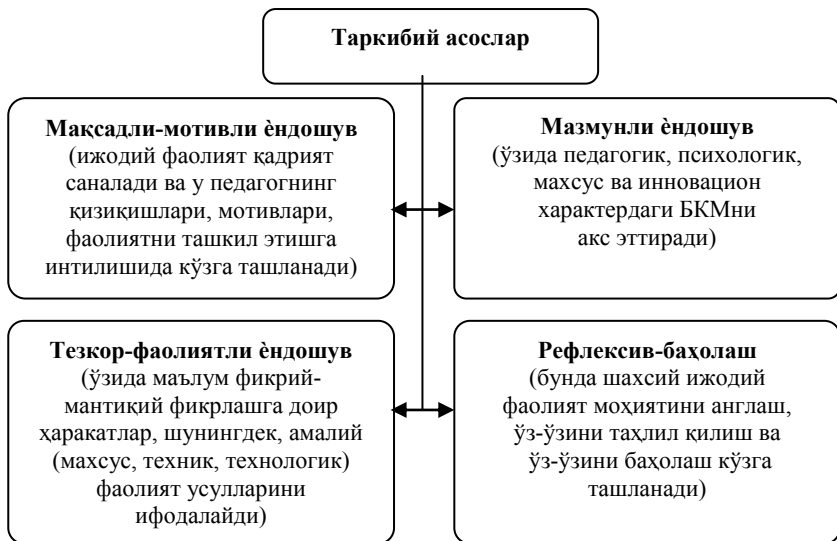 Таркибий асослар
Мақсадли-мотивли ѐндошув
(ижодий фаолият қадрият
саналади ва у педагогнинг
қизиқишлари, мотивлари,
фаолиятни ташкил этишга
интилишида кўзга ташланади)
Мазмунли ѐндошув
(ўзида педагогик, психологик,
махсус ва инновацион
характердаги БКМни
акс эттиради)
Тезкор-фаолиятли ѐндошув
(ўзида маълум фикрий-
мантиқий фикрлашга доир
ҳаракатлар, шунингдек, амалий
(махсус, техник, технологик)
фаолият усулларини
ифодалайди)
Рефлексив-баҳолаш
(бунда шахсий ижодий
фаолият моҳиятини англаш,
ўз-ўзини таҳлил қилиш ва
ўз-ўзини баҳолаш кўзга
ташланади)